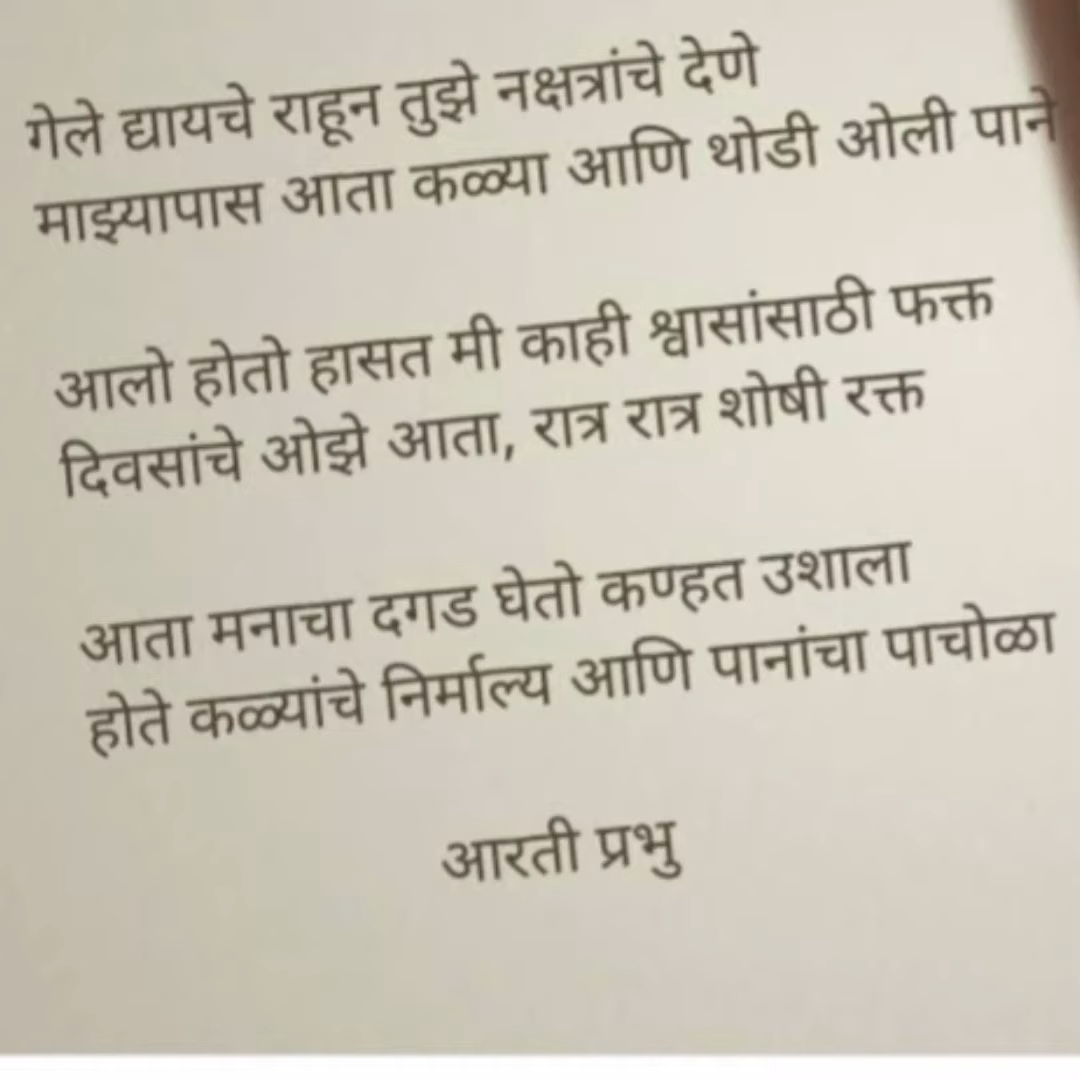 गेले द्यायचे राहून तुझे नक्षत्रांचे देणे
माझ्यापास आता कळ्या आणि थोडी ओली पाने
आलो होतो हासत मी काही श्वासांसाठी फक्त
दिवसांचे ओझे आता, रात्र रात्र शोषी रक्त
आता मनाचा दगड घेतो कण्हत उशाला
होते कळ्यांचे निर्माल्य आणि पानांचा पाचोळा
आरती प्रभु